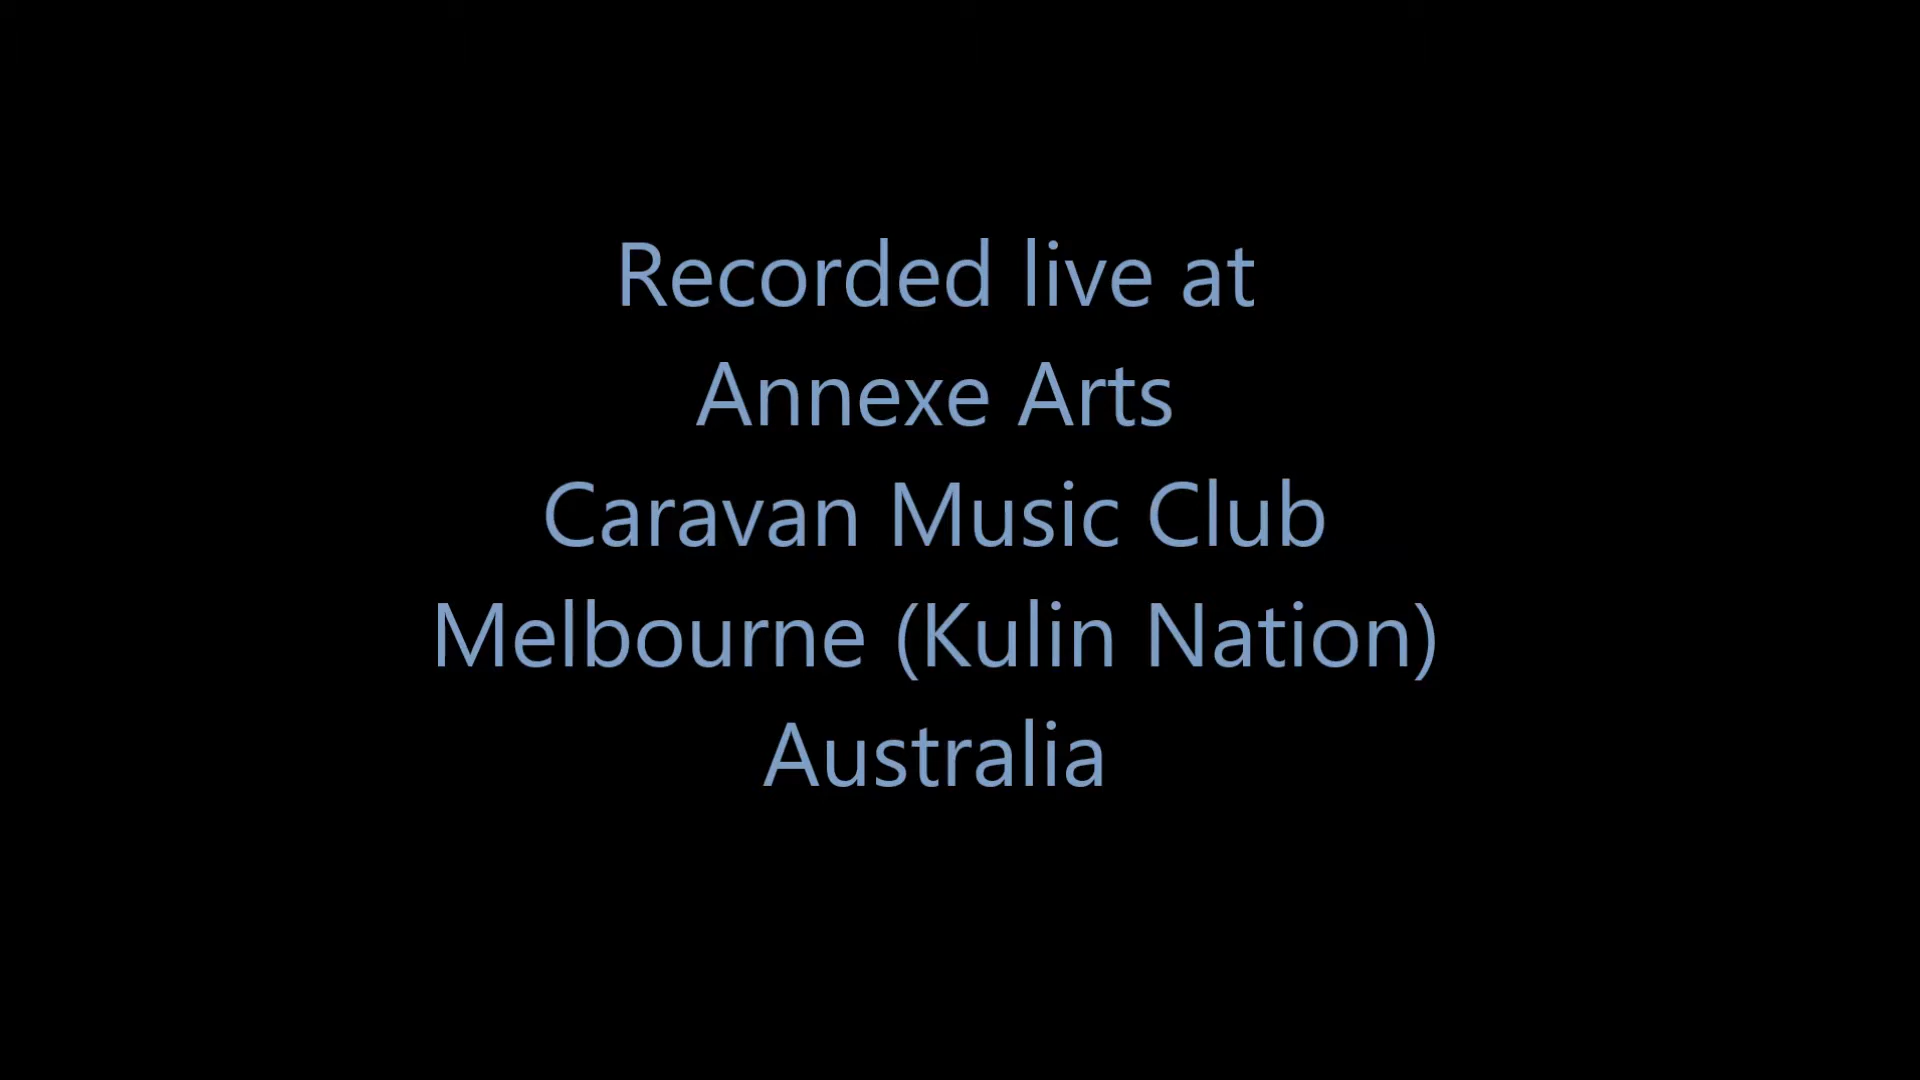 Recorded live at
Annexe Arts
Caravan Music Club
Melbourne (Kulin Nation)
Australia